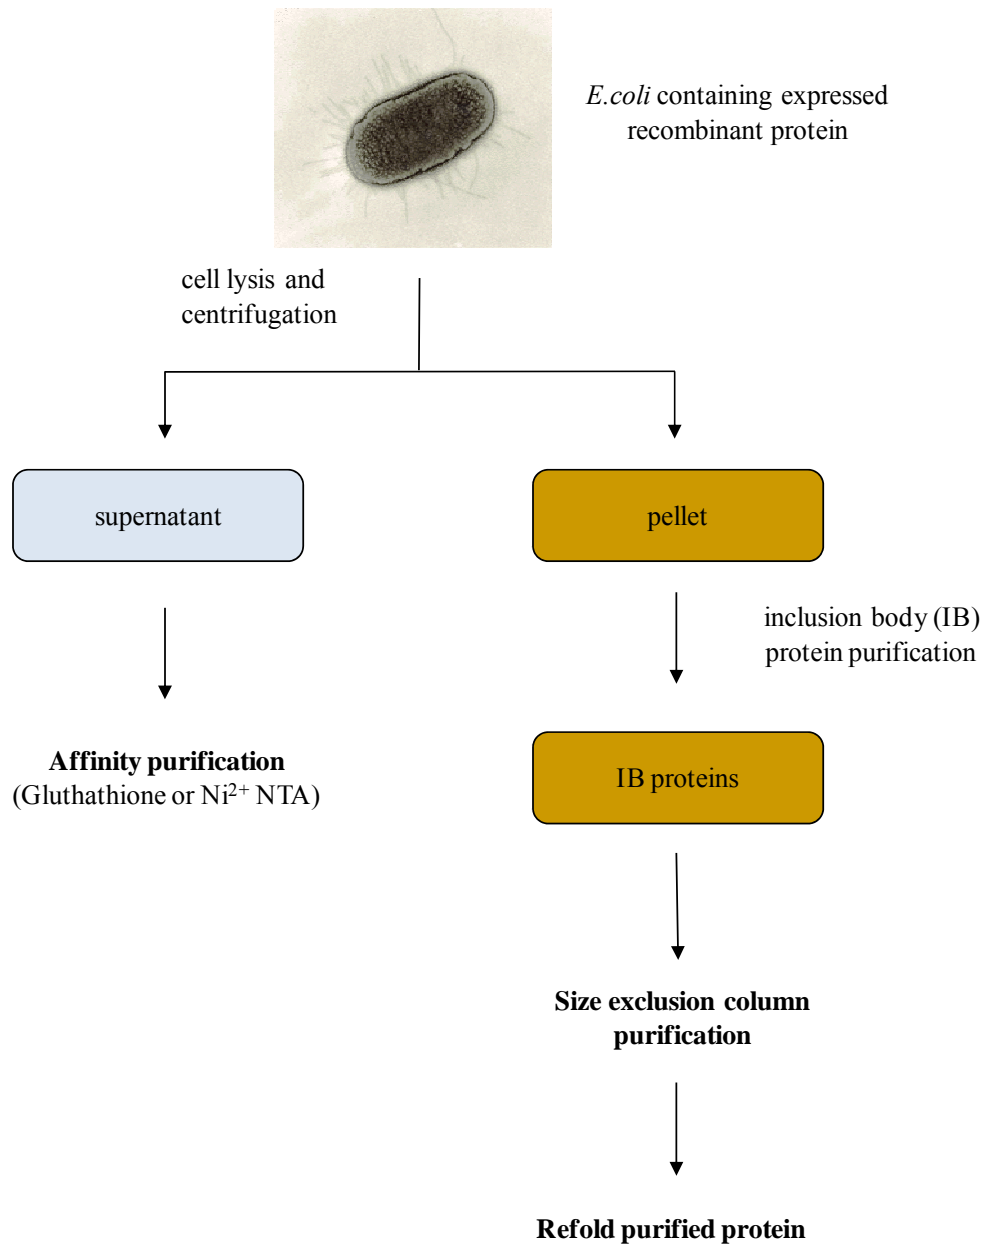 E.coli containing expressed
recombinant protein
cell lysis and
centrifugation
supernatant
pellet
inclusion body (IB)
protein purification
Affinity purification
(Gluthathione or Ni²⁺ NTA)
IB proteins
Size exclusion column
purification
Refold purified protein